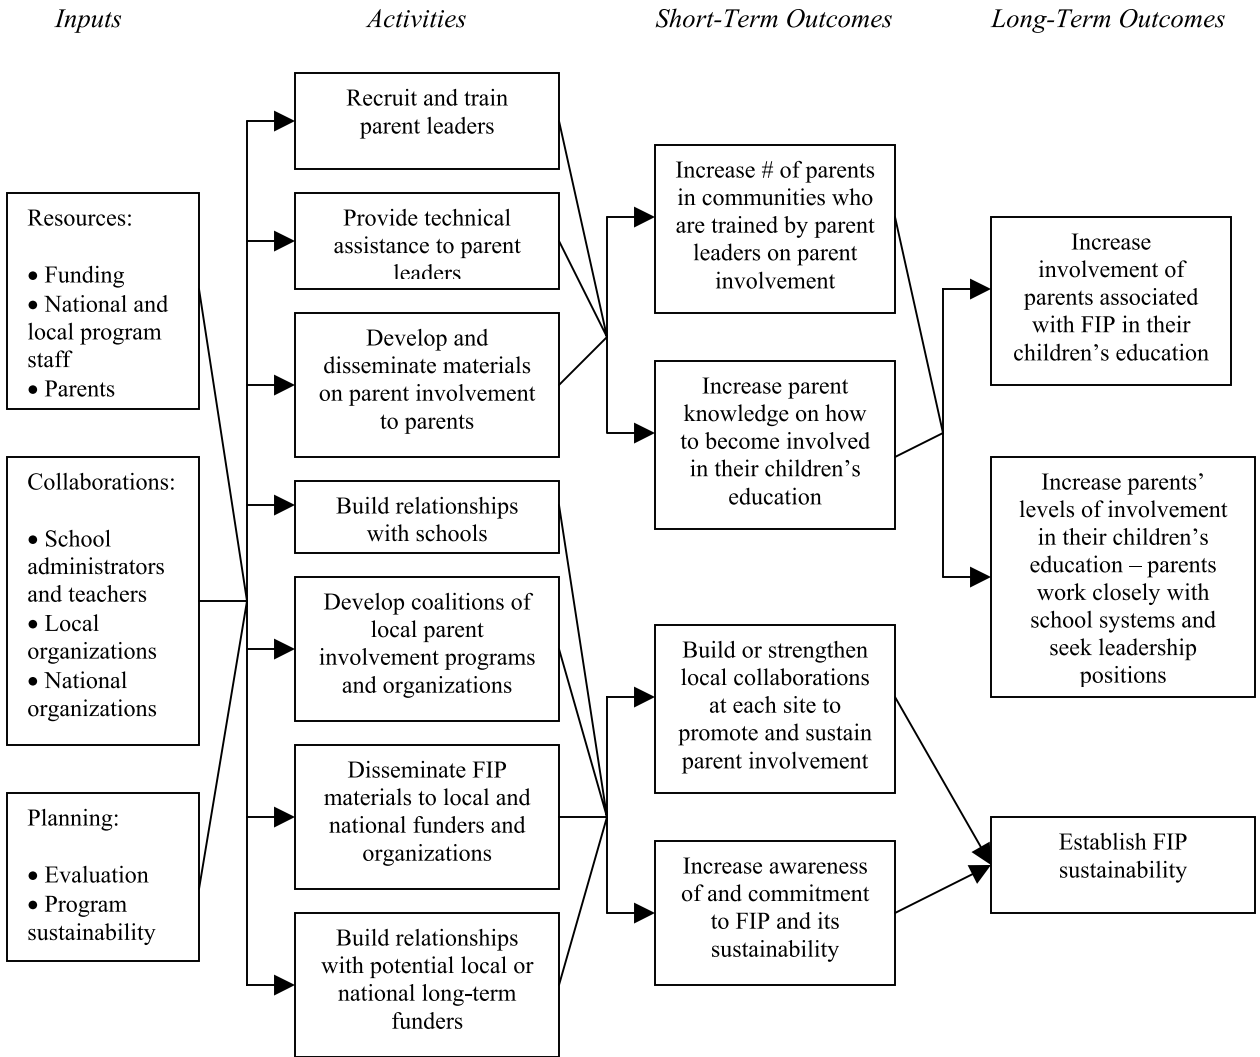 Inputs
Activities
Short-Term Outcomes
Long-Term Outcomes
Resources:
• Funding
• National and
local program
staff
• Parents
Collaborations:
• School
administrators
and teachers
• Local
organizations
• National
organizations
Planning:
• Evaluation
• Program
sustainability
Recruit and train
parent leaders
Provide technical
assistance to parent
leaders
Develop and
disseminate materials
on parent involvement
to parents
Build relationships
with schools
Develop coalitions of
local parent
involvement programs
and organizations
Disseminate FIP
materials to local and
national funders and
organizations
Build relationships
with potential local or
national long-term
funders
Increase # of parents
in communities who
are trained by parent
leaders on parent
involvement
Increase parent
knowledge on how
to become involved
in their children’s
education
Build or strengthen
local collaborations
at each site to
promote and sustain
parent involvement
Increase awareness
of and commitment
to FIP and its
sustainability
Increase
involvement of
parents associated
with FIP in their
children’s education
Increase parents’
levels of involvement
in their children’s
education – parents
work closely with
school systems and
seek leadership
positions
Establish FIP
sustainability